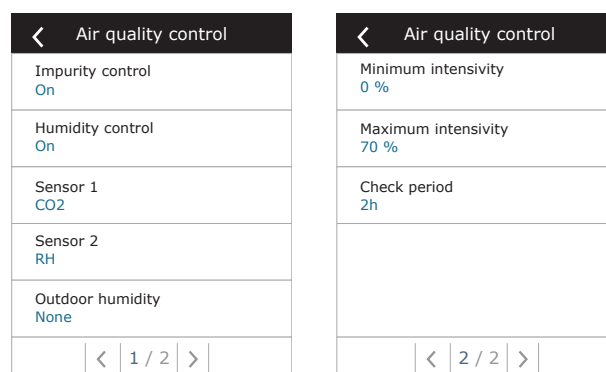 Air quality control
Impurity control
On
Humidity control
On
Sensor 1
CO2
Sensor 2
RH
Outdoor humidity
None
1 / 2
Air quality control
Minimum intensivity
0 %
Maximum intensivity
70 %
Check period
2h
2 / 2